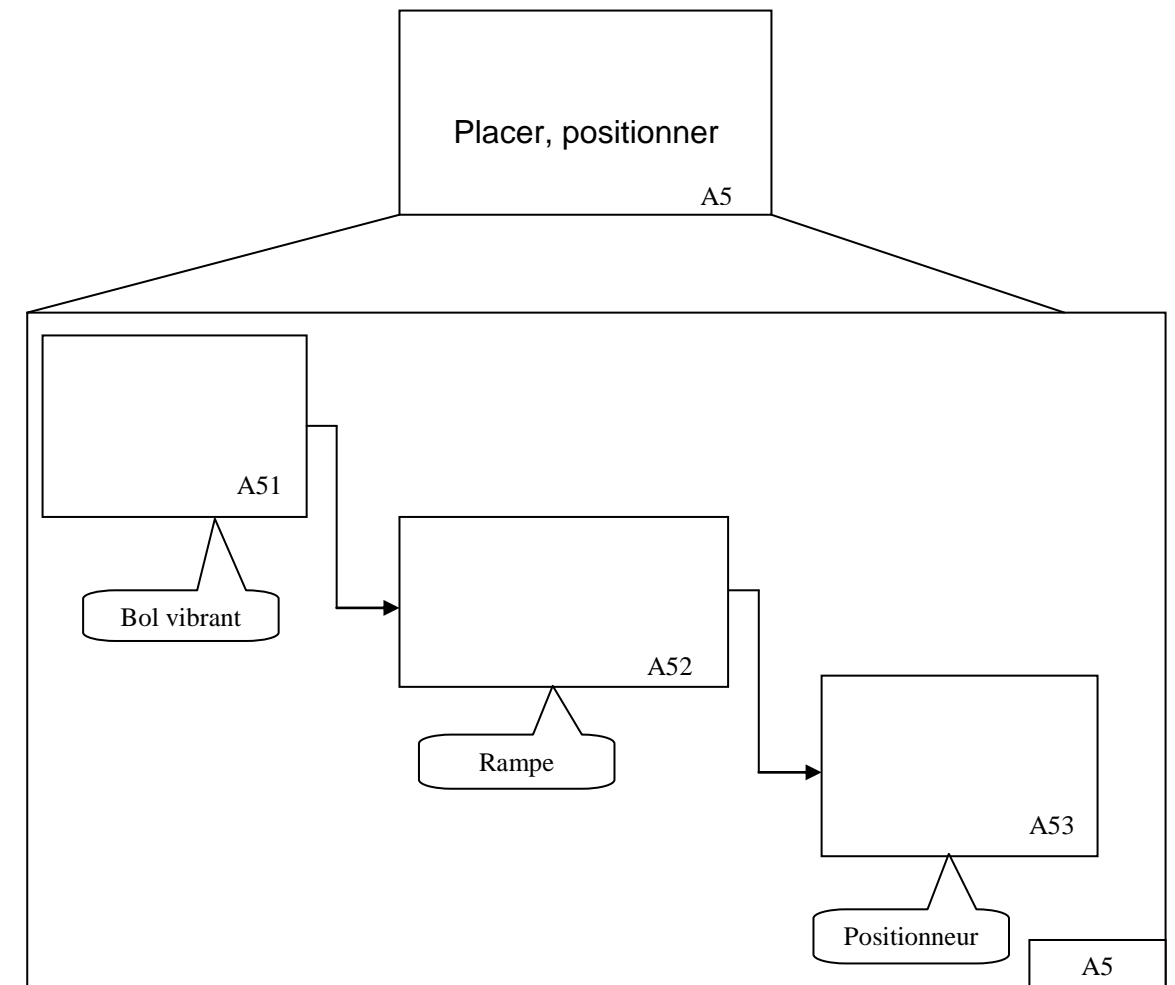 Placer, positionner
A5
A51
Bol vibrant
A52
Rampe
A53
Positionneur
A5